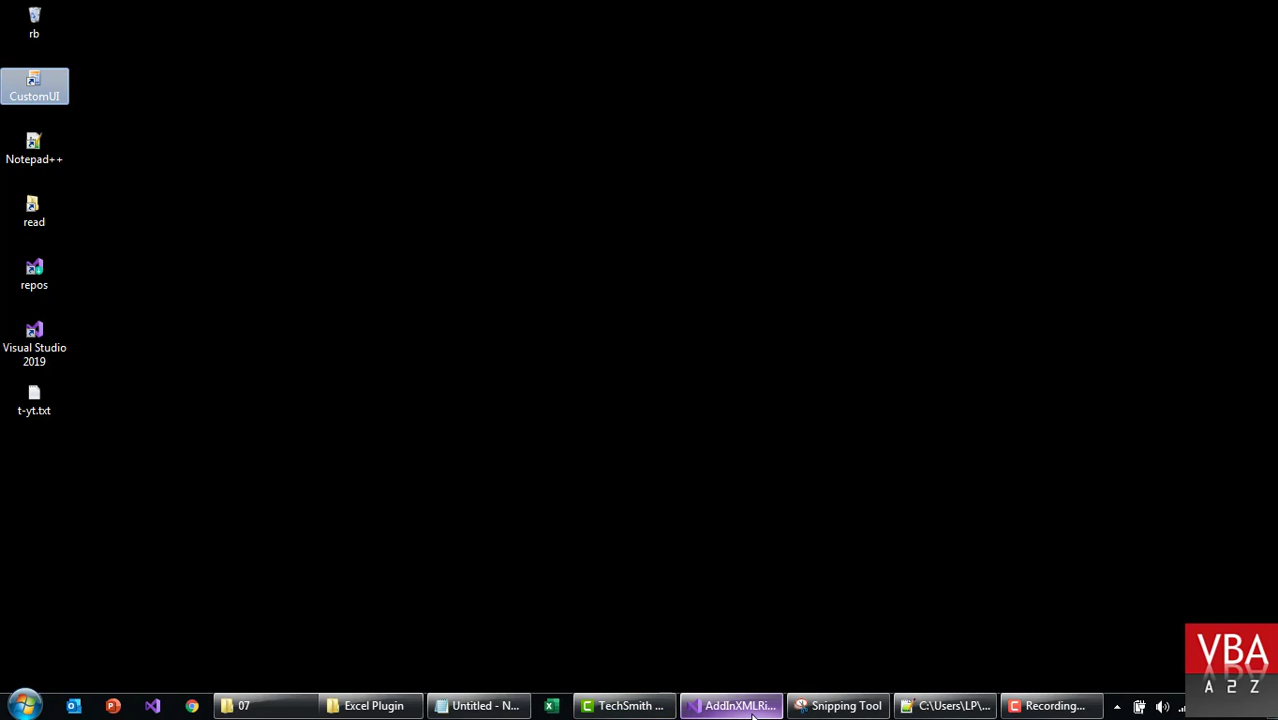 rb
CustomUI
Notepad++
read
repos
Visual Studio
2019
t-yt.txt
07
Excel Plugin
Untitled - N...
TechSmith ...
AddInXMLRi...
Snipping Tool
C:\Users\LP\...
Recording...
VBA
A 2 Z